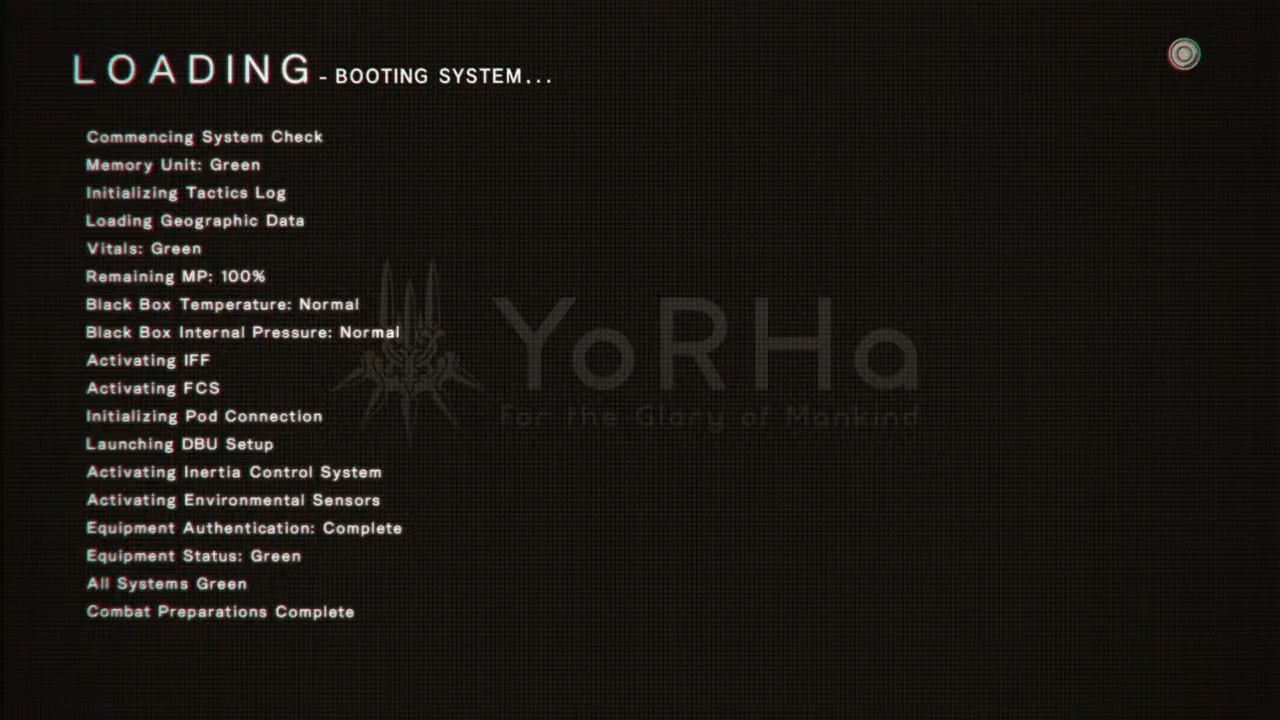 LOADING - BOOTING SYSTEM...
Commencing System Check
Memory Unit: Green
Initializing Tactics Log
Loading Geographic Data
Vitals: Green
Remaining MP: 100%
Black Box Temperature: Normal
Black Box Internal Pressure: Normal
Activating IFF
Activating FCS
Initializing Pod Connection
Launching DBU Setup
Activating Inertia Control System
Activating Environmental Sensors
Equipment Authentication: Complete
Equipment Status: Green
All Systems Green
Combat Preparations Complete
YoRHa
For the Glory of Mankind